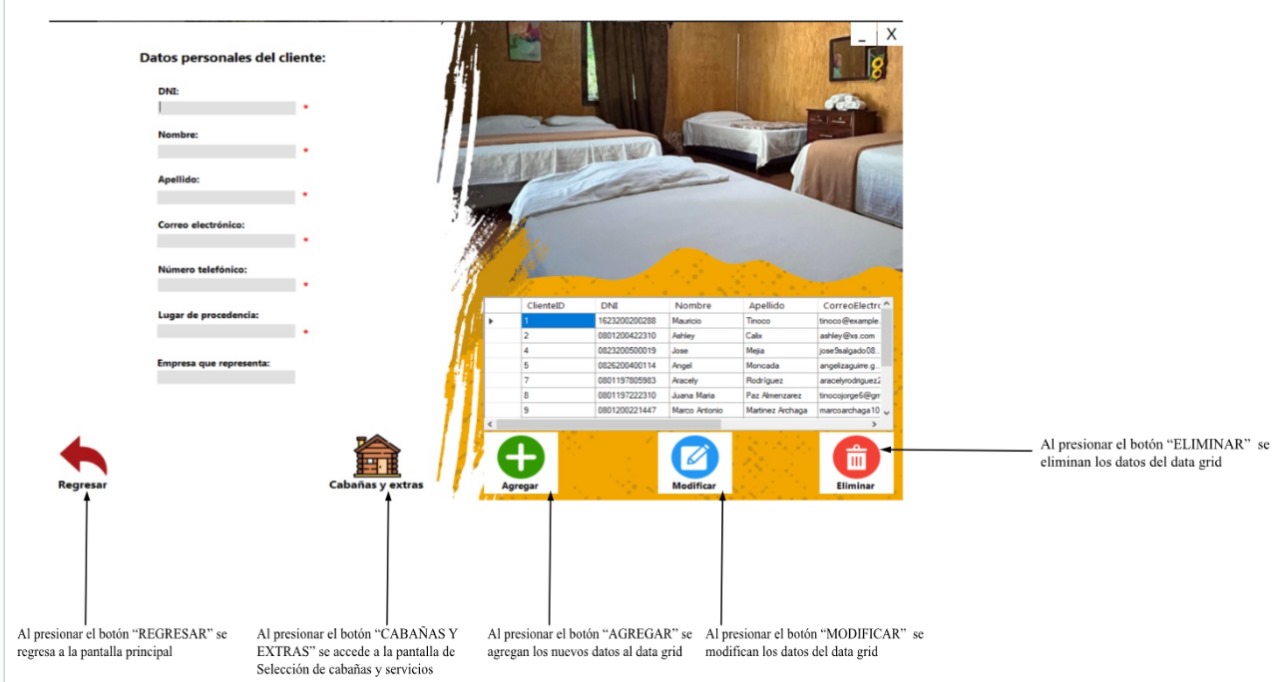 _ X
Datos personales del cliente:
DNI:
*
Nombre:
*
Apellido:
*
Correo electrónico:
*
Número telefónico:
*
Lugar de procedencia:
*
Empresa que representa:
ClienteID DNI Nombre Apellido CorreoElectrc
1 1623200200288 Mauricio Tinoco tinoco@example.
2 0801200422310 Ashley Calix ashley@xs.com
4 0823200500019 Jose Mejia jose9salgado08...
5 0826200400114 Angel Moncada angelizaguirre.g...
7 0801197805983 Aracely Rodriguez aracelyrodriguez2
8 0801197222310 Juana Maria Paz Almenzarez tinocojorge6@gm
9 0801200221447 Marco Antonio Martinez Archaga marcoarchaga10
Regresar
Cabañas y extras
Agregar
Modificar
Eliminar
Al presionar el botón “ELIMINAR” se
eliminan los datos del data grid
Al presionar el botón “REGRESAR” se
regresa a la pantalla principal
Al presionar el botón “CABAÑAS Y
EXTRAS” se accede a la pantalla de
Selección de cabañas y servicios
Al presionar el botón “AGREGAR” se
agregan los nuevos datos al data grid
Al presionar el botón “MODIFICAR” se
modifican los datos del data grid